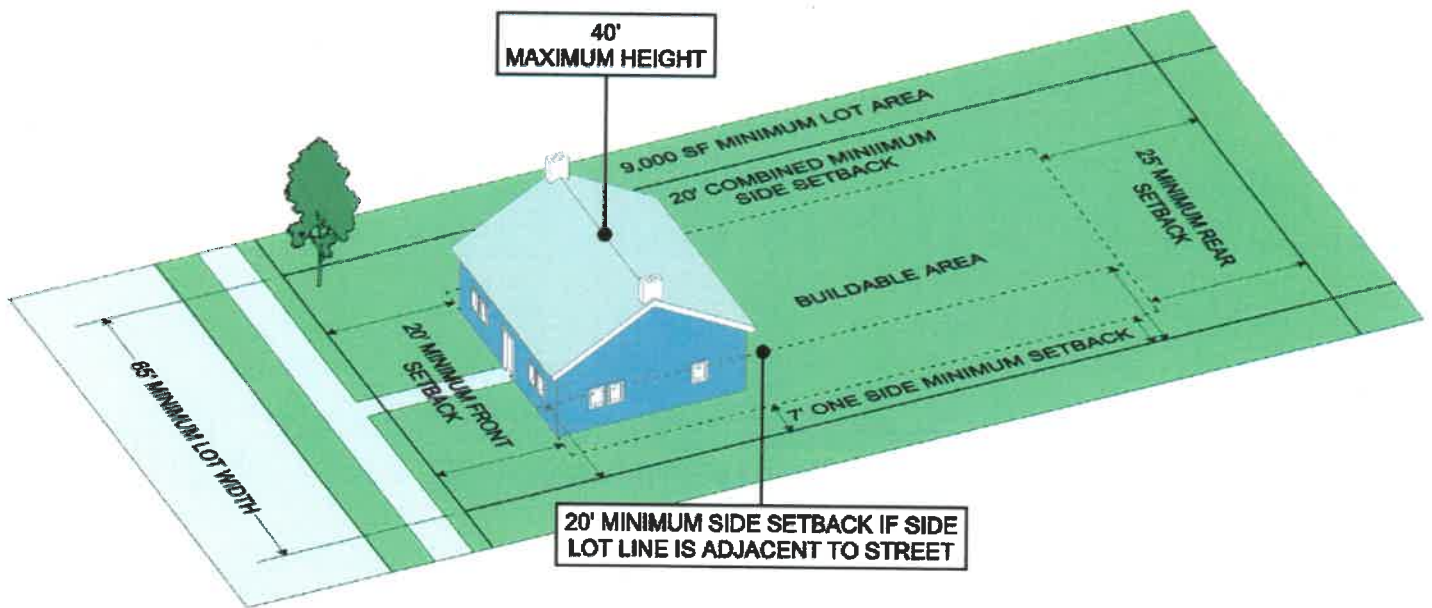 40'
MAXIMUM HEIGHT
9,000 SF MINIMUM LOT AREA
20' COMBINED MINIIMUM
SIDE SETBACK
25' MINIMUM REAR
SETBACK
BUILDABLE AREA
20' MINIMUM FRONT
SETBACK
7' ONE SIDE MINIMUM SETBACK
65' MINIMUM LOT WIDTH
20' MINIMUM SIDE SETBACK IF SIDE
LOT LINE IS ADJACENT TO STREET